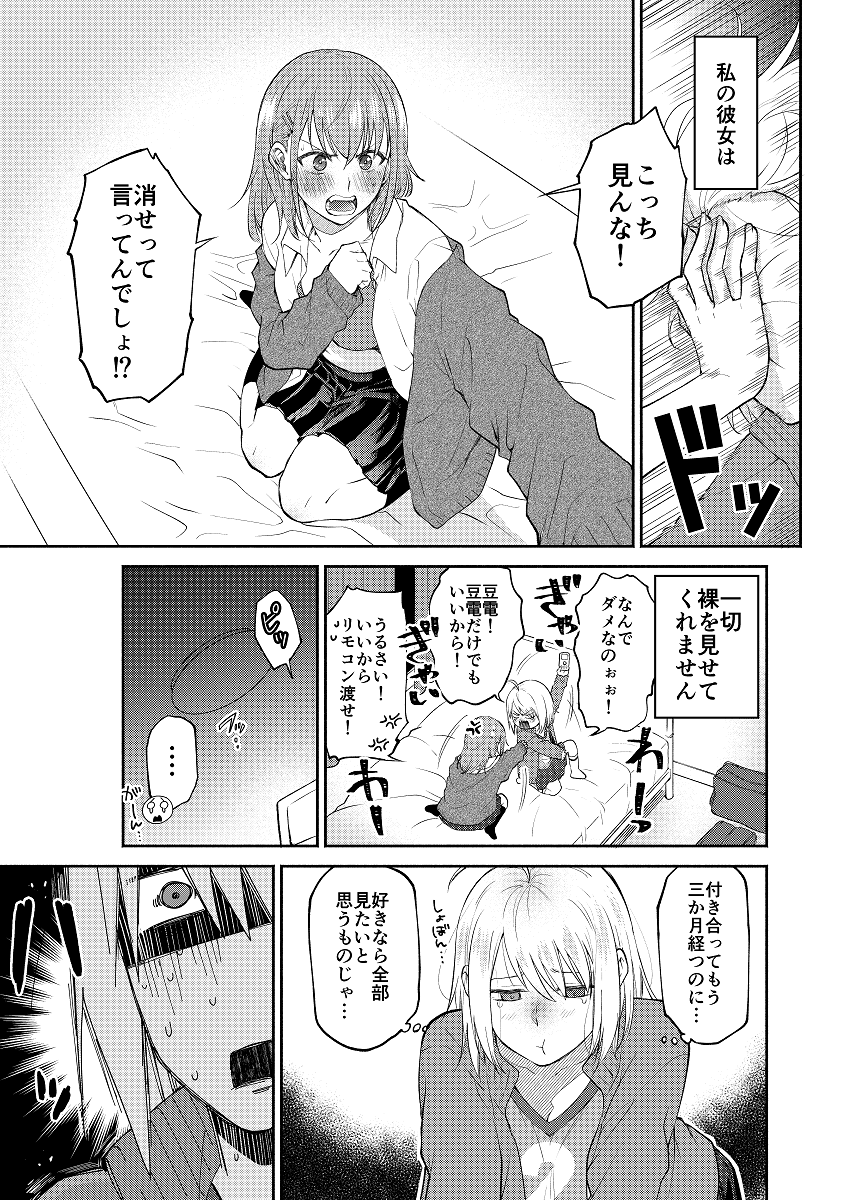 私の彼女は
こっち
見んな！
ドッ
消せって
言ってんでしょ!?
一切
裸を見せて
くれません
なんで
ダメなのぉぉ！
ぎゃい
豆電！
豆電だけでも
いいから！
ぎゃい
うるさい！
いいから
リモコン渡せ！
わー
わー
ピッ
フッ…
…
がーん…
付き合ってもう
三か月経つのに…
しょぼん…
好きなら全部
見たいと
思うものじゃ…